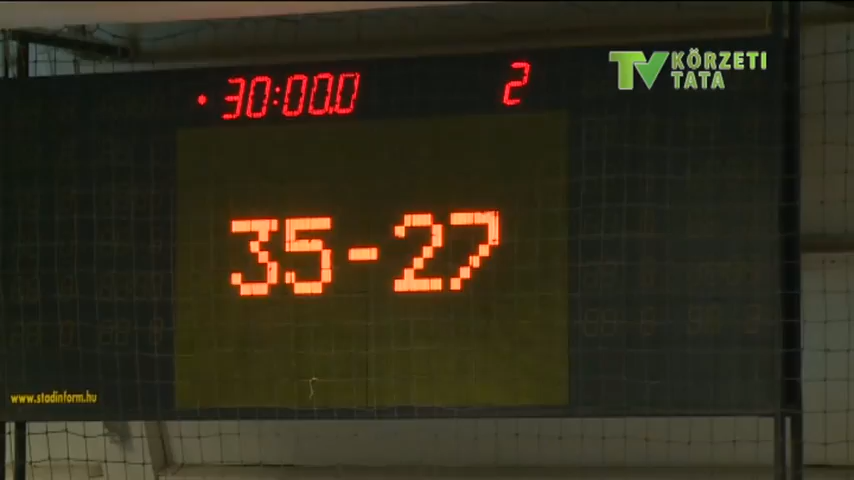 30:00.0 2
TV KÖRZETI
TATA
35-27
www.stadinform.hu